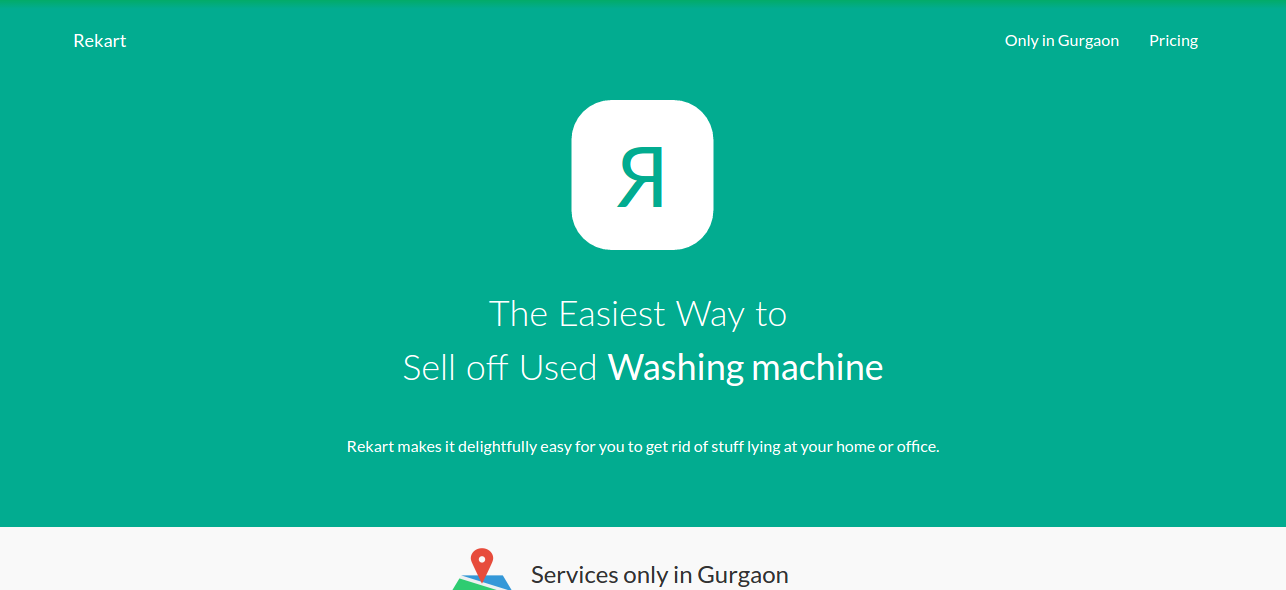 Rekart
Only in Gurgaon
Pricing
Я
The Easiest Way to
Sell off Used Washing machine
Rekart makes it delightfully easy for you to get rid of stuff lying at your home or office.
Services only in Gurgaon